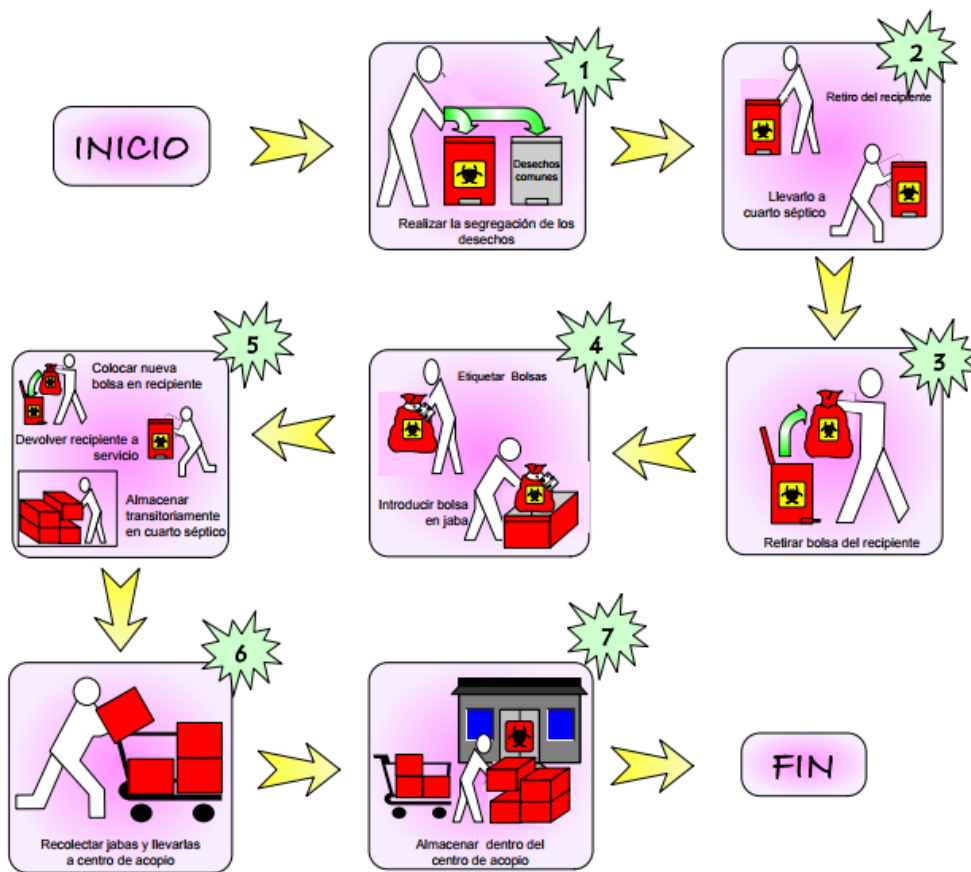 INICIO
1
Desechos
comunes
Realizar la segregación de los
desechos
2
Retiro del recipiente
Llevarlo a
cuarto séptico
3
Retirar bolsa del recipiente
4
Etiquetar Bolsas
Introducir bolsa
en jaba
5
Colocar nueva
bolsa en recipiente
Devolver recipiente a
servicio
Almacenar
transitoriamente
en cuarto séptico
6
Recolectar jabas y llevarlas
a centro de acopio
7
Almacenar dentro del
centro de acopio
FIN